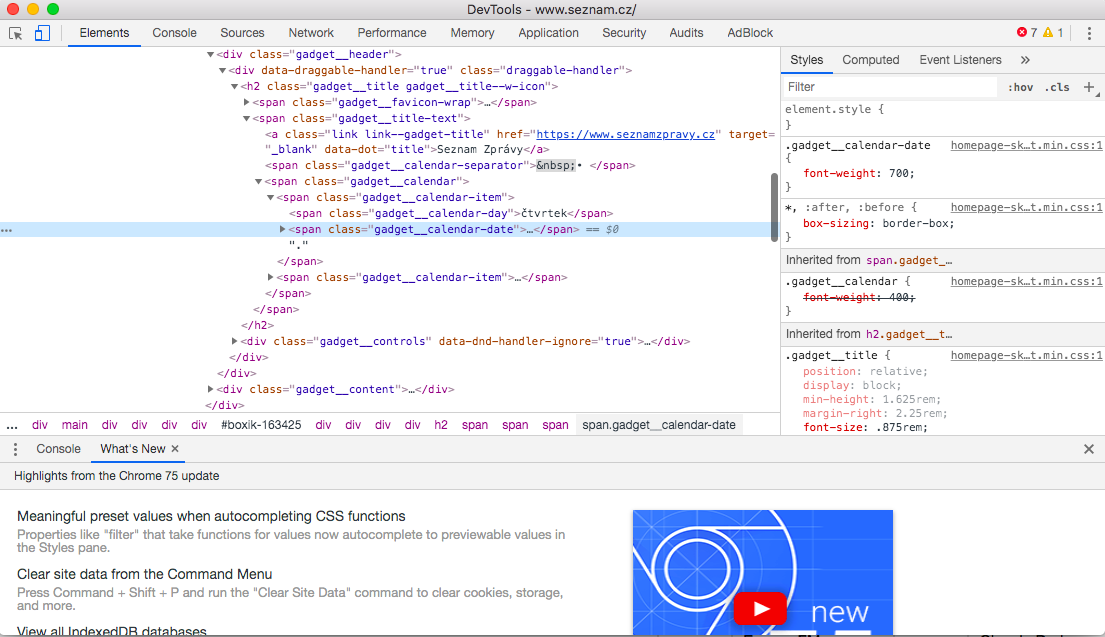 DevTools - www.seznam.cz/
Elements Console Sources Network Performance Memory Application Security Audits AdBlock 7 1
<div class="gadget__header">
<div data-draggable-handler="true" class="draggable-handler">
<h2 class="gadget__title gadget__title--w-icon">
<span class="gadget__favicon-wrap">…</span>
<span class="gadget__title-text">
<a class="link link--gadget-title" href="https://www.seznamzpravy.cz" target=
"_blank" data-dot="title">Seznam Zprávy</a>
<span class="gadget__calendar-separator">&nbsp;• </span>
<span class="gadget__calendar">
<span class="gadget__calendar-item">
<span class="gadget__calendar-day">čtvrtek</span>
… <span class="gadget__calendar-date">…</span> == $0
"."
</span>
<span class="gadget__calendar-item">…</span>
</span>
</span>
</h2>
<div class="gadget__controls" data-dnd-handler-ignore="true">…</div>
</div>
</div>
<div class="gadget__content">…</div>
</div>
… div main div div div div #boxik-163425 div div div div h2 span span span span.gadget__calendar-date
Styles Computed Event Listeners »
Filter :hov .cls +
element.style {
}
.gadget__calendar-date homepage-sk…t.min.css:1
{
font-weight: 700;
}
*, :after, :before { homepage-sk…t.min.css:1
box-sizing: border-box;
}
Inherited from span.gadget_…
.gadget__calendar { homepage-sk…t.min.css:1
font-weight: 400;
}
Inherited from h2.gadget__t…
.gadget__title { homepage-sk…t.min.css:1
position: relative;
display: block;
min-height: 1.625rem;
margin-right: 2.25rem;
font-size: .875rem;
Console What's New ×
Highlights from the Chrome 75 update
Meaningful preset values when autocompleting CSS functions
Properties like "filter" that take functions for values now autocomplete to previewable values in
the Styles pane.
Clear site data from the Command Menu
Press Command + Shift + P and run the "Clear Site Data" command to clear cookies, storage,
and more.
View all IndexedDB databases
new